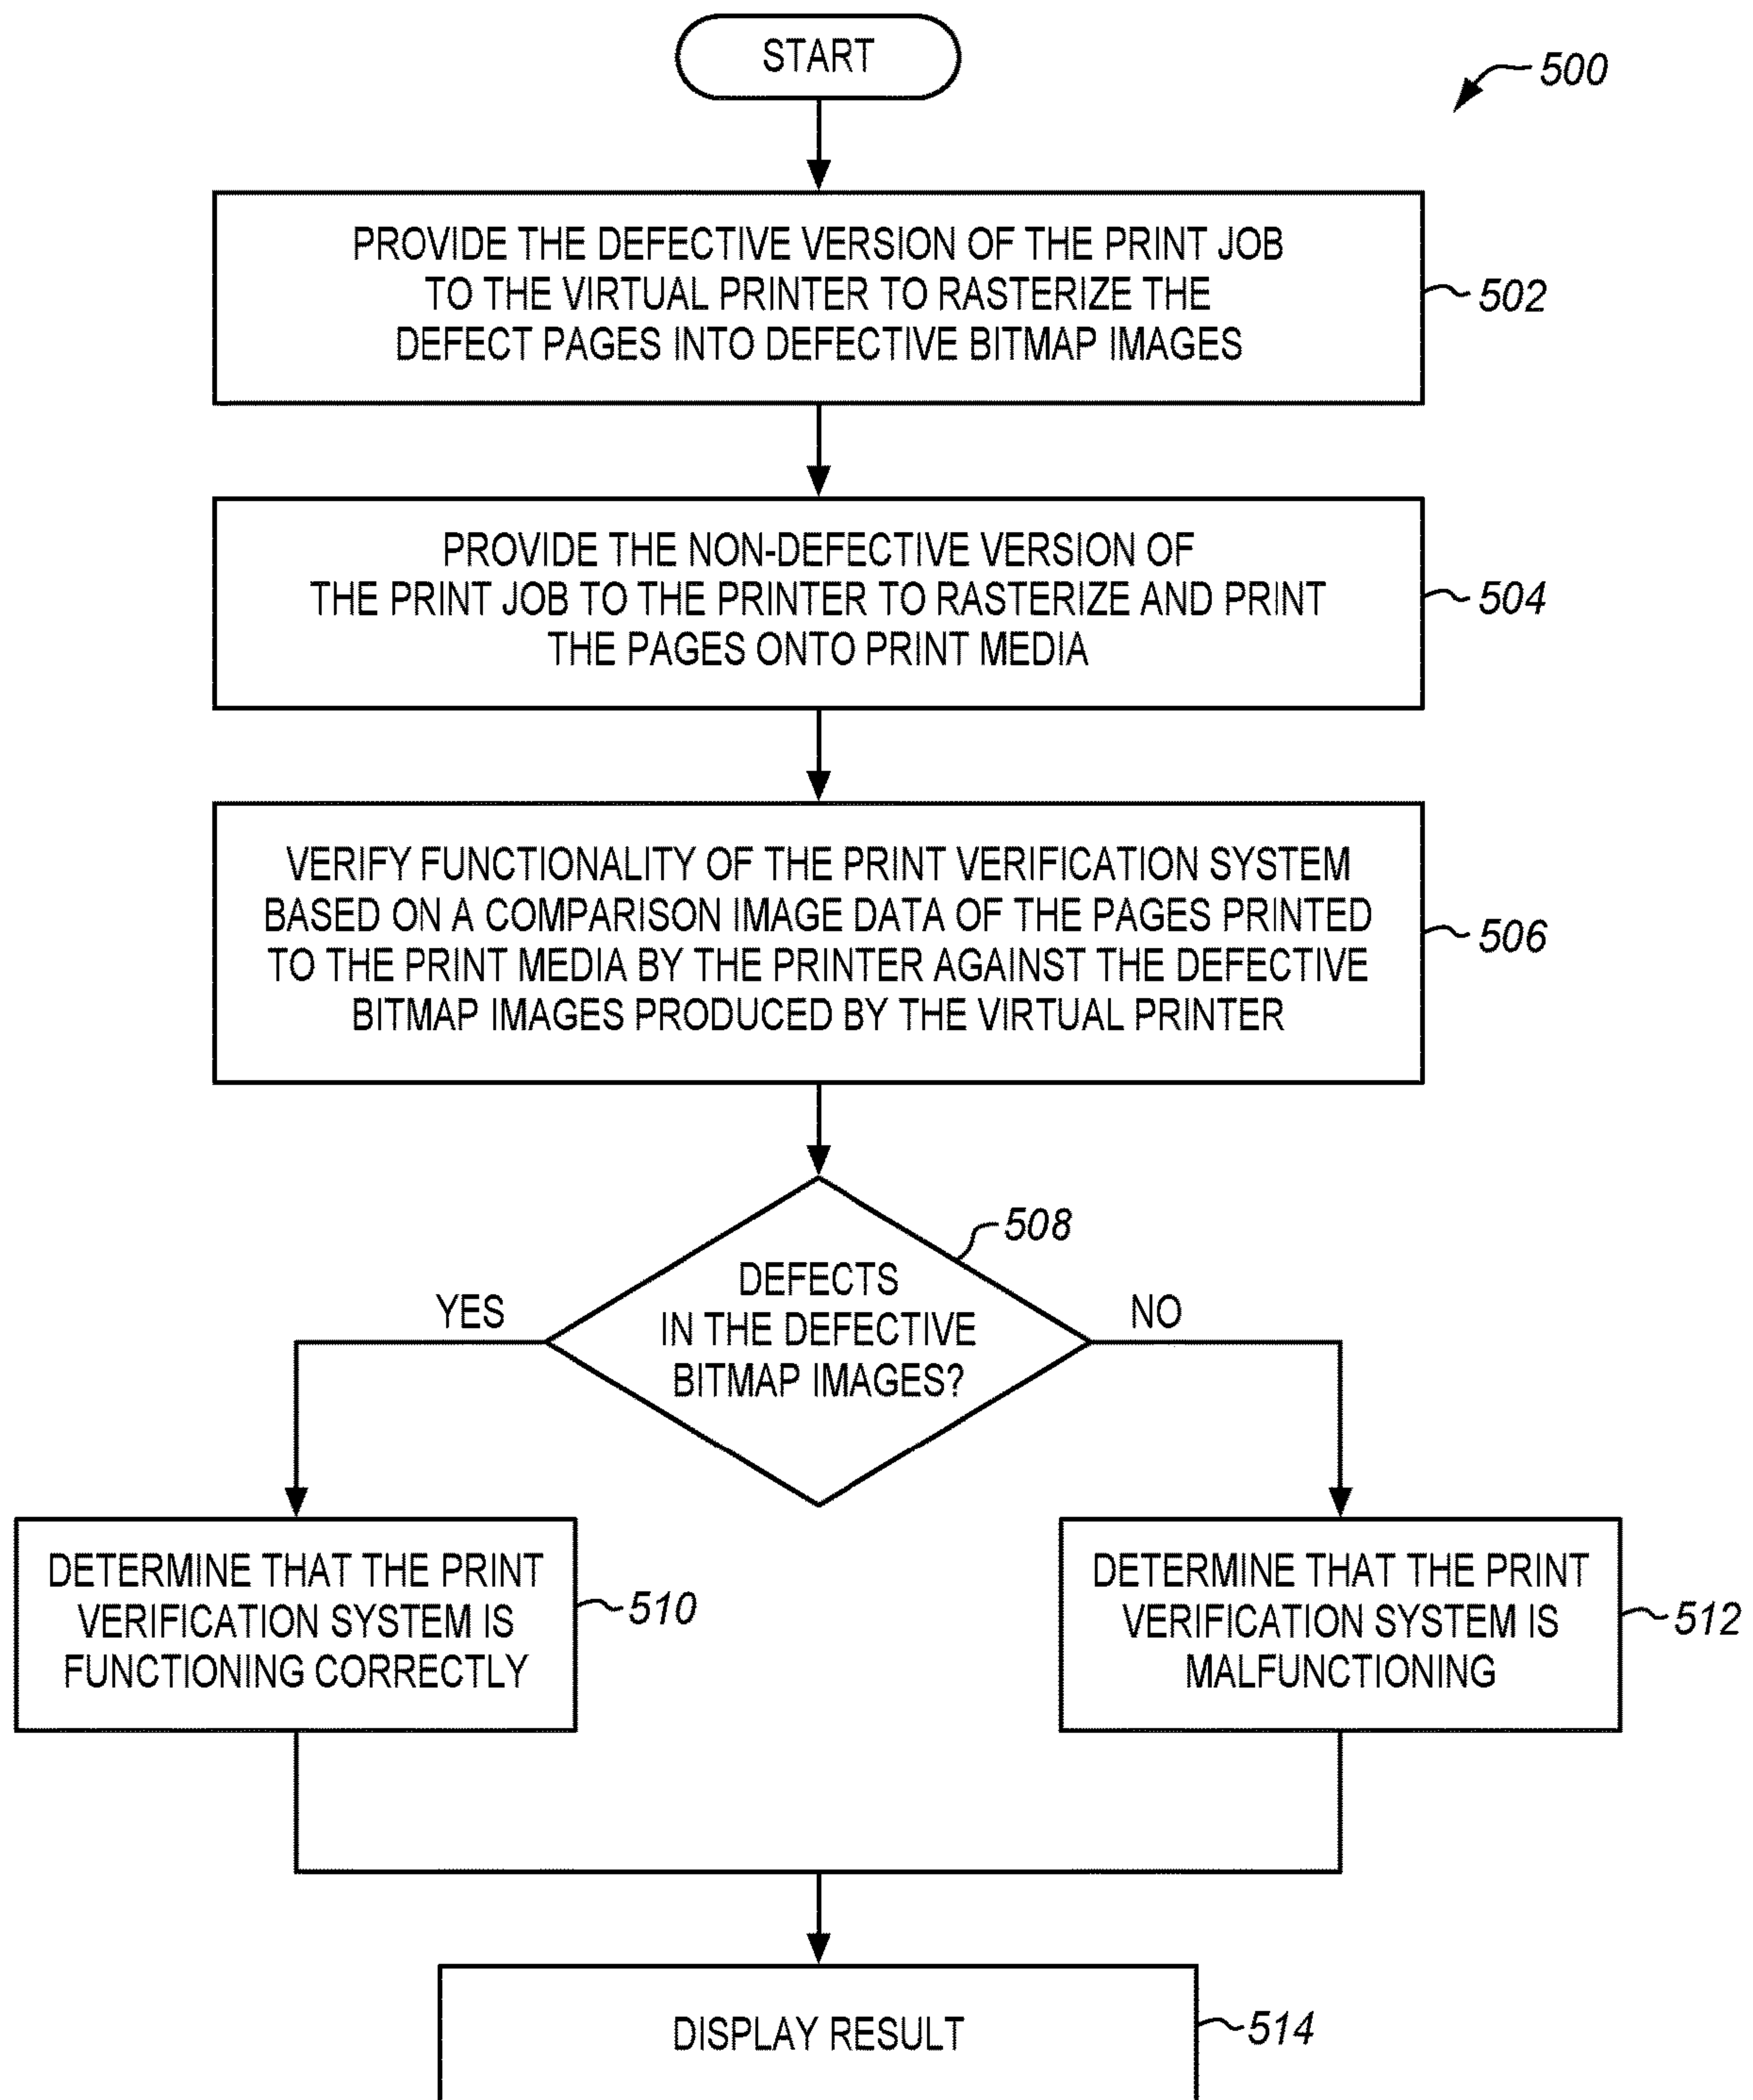 START
500
PROVIDE THE DEFECTIVE VERSION OF THE PRINT JOB
TO THE VIRTUAL PRINTER TO RASTERIZE THE
DEFECT PAGES INTO DEFECTIVE BITMAP IMAGES
502
PROVIDE THE NON-DEFECTIVE VERSION OF
THE PRINT JOB TO THE PRINTER TO RASTERIZE AND PRINT
THE PAGES ONTO PRINT MEDIA
504
VERIFY FUNCTIONALITY OF THE PRINT VERIFICATION SYSTEM
BASED ON A COMPARISON IMAGE DATA OF THE PAGES PRINTED
TO THE PRINT MEDIA BY THE PRINTER AGAINST THE DEFECTIVE
BITMAP IMAGES PRODUCED BY THE VIRTUAL PRINTER
506
508
DEFECTS
IN THE DEFECTIVE
BITMAP IMAGES?
YES
NO
DETERMINE THAT THE PRINT
VERIFICATION SYSTEM IS
FUNCTIONING CORRECTLY
510
DETERMINE THAT THE PRINT
VERIFICATION SYSTEM IS
MALFUNCTIONING
512
DISPLAY RESULT
514